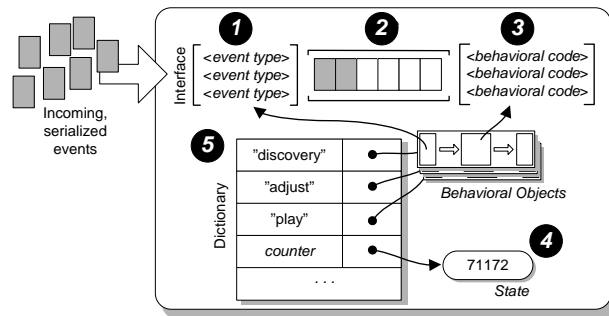 1
2
3
Interface
<event type>
<event type>
<event type>
<behavioral code>
<behavioral code>
<behavioral code>
Incoming,
serialized
events
5
Dictionary
"discovery"
"adjust"
"play"
counter
. . .
Behavioral Objects
4
71172
State